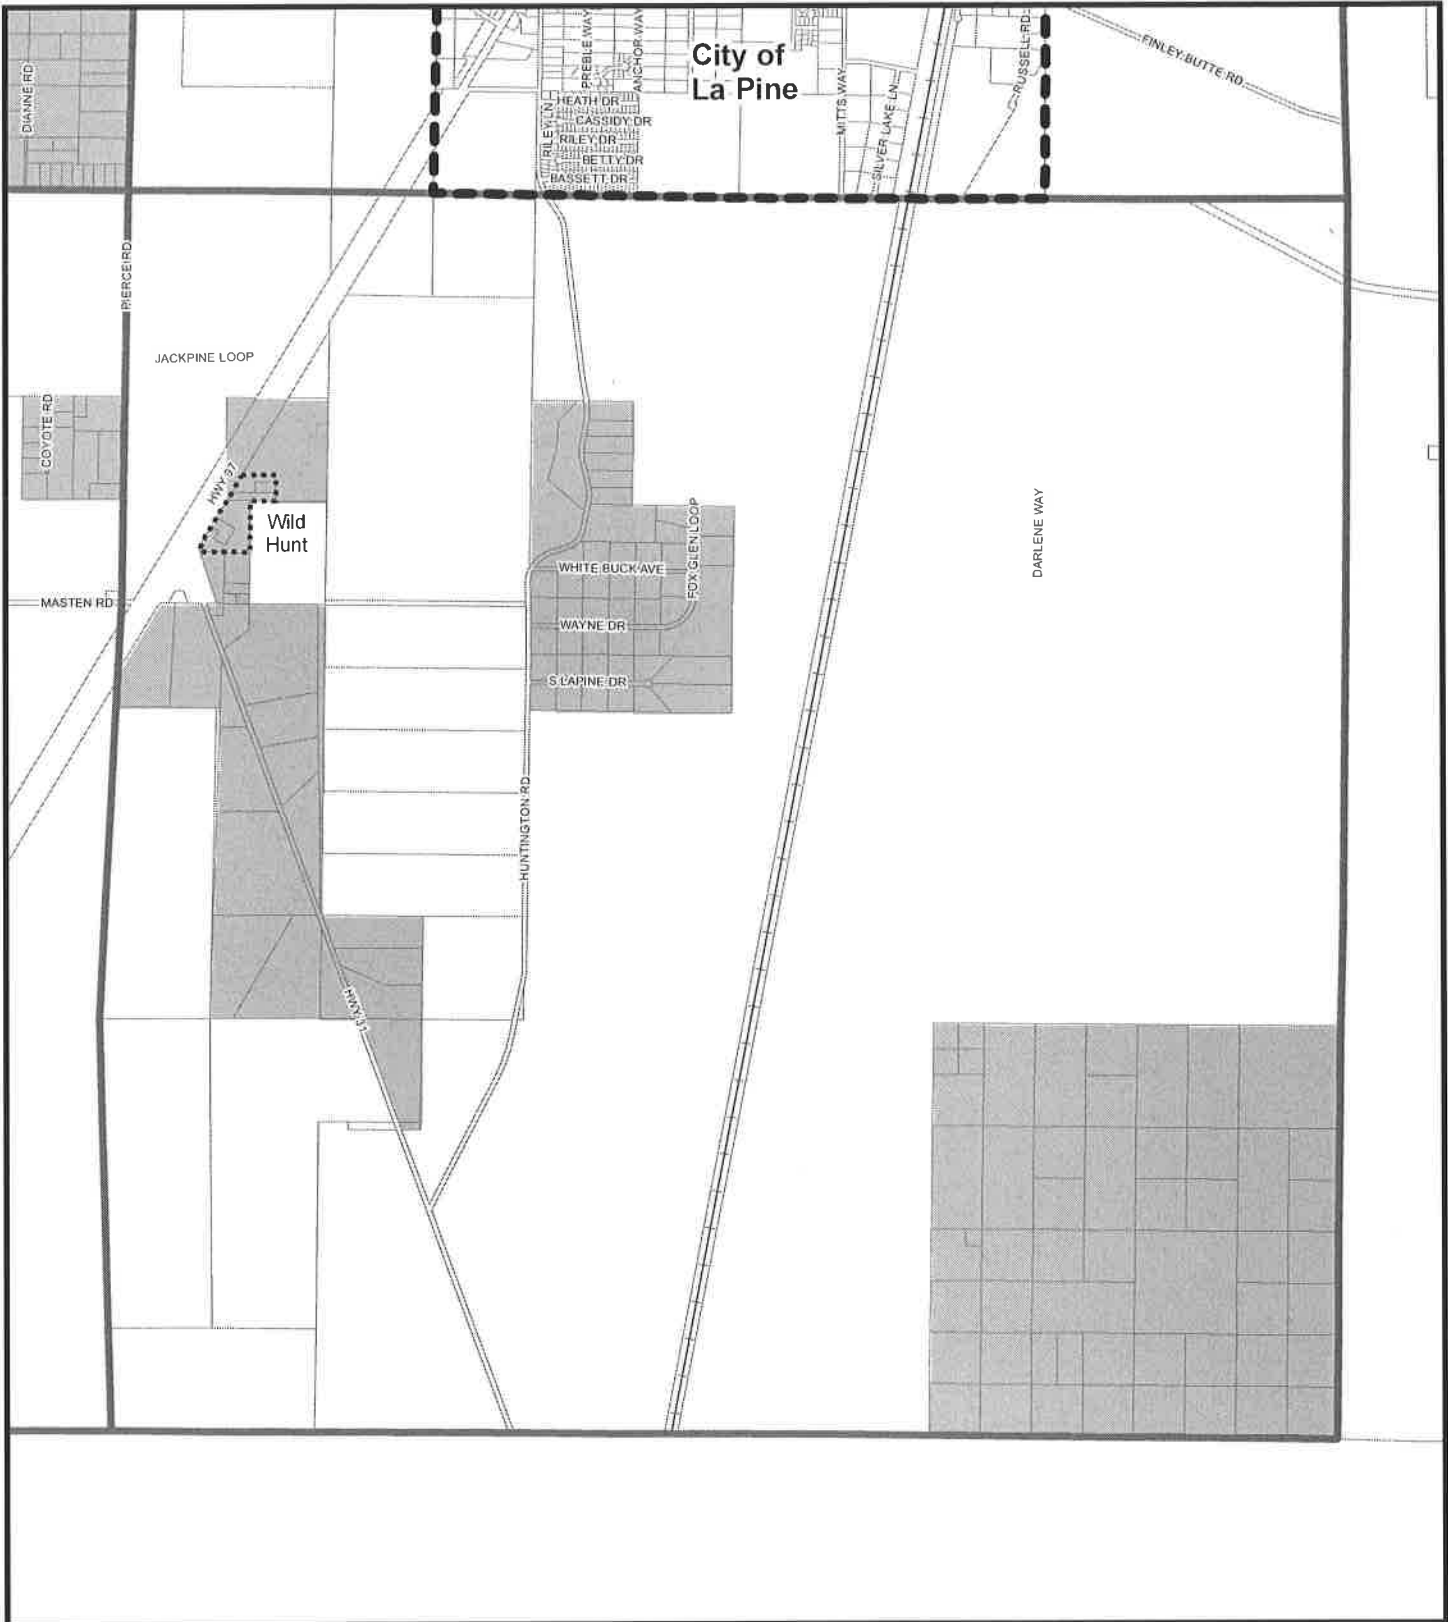 City of
La Pine
DIANNE RD
PREBLE WAY
ANCHOR WAY
RUSSELL RD
FINLEY BUTTE RD
HEATH DR
CASSIDY DR
RILEY LN
RILEY DR
BETTY DR
BASSETT DR
MITTS WAY
SILVER LAKE LN
PIERCE RD
JACKPINE LOOP
COYOTE RD
HWY 97
Wild
Hunt
FOX GLEN LOOP
WHITE BUCK AVE
DARLENE WAY
MASTEN RD
WAYNE DR
S LAPINE DR
HUNTINGTON RD
HWY 31